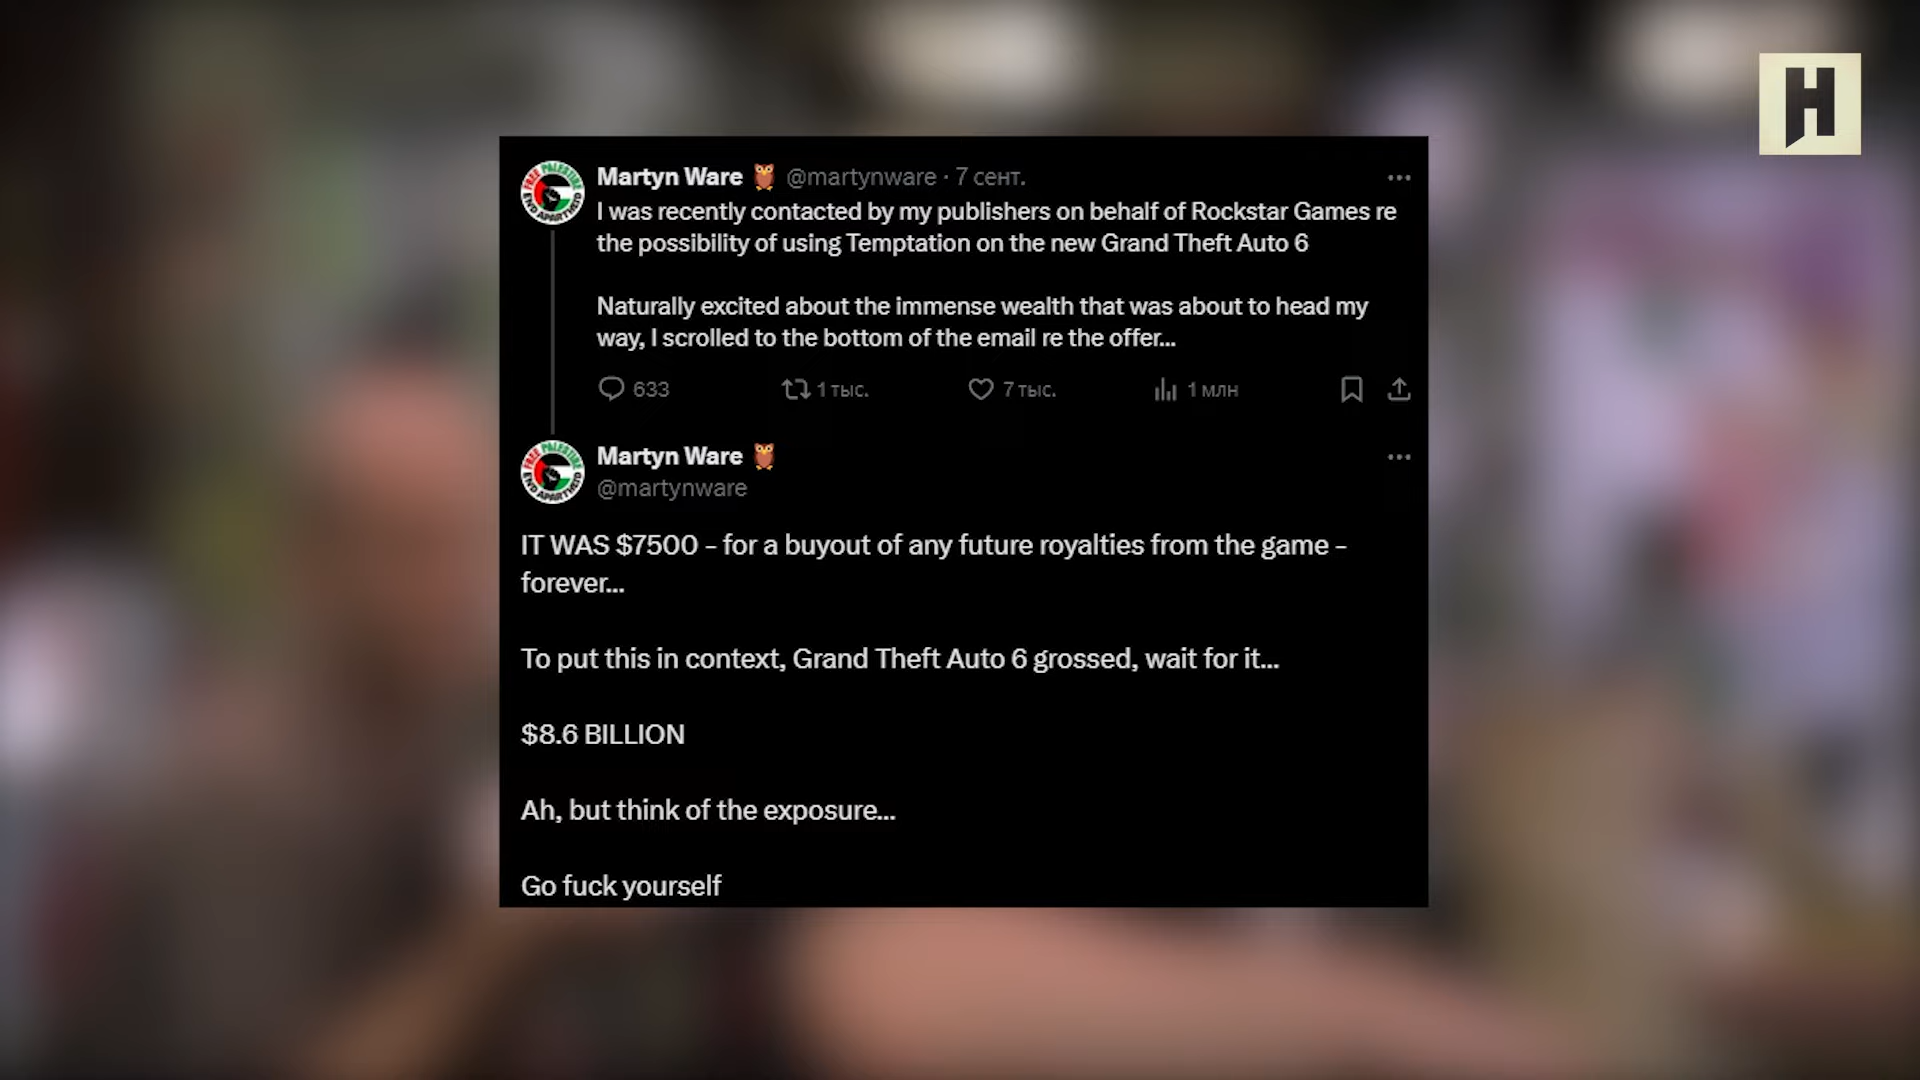 H
Martyn Ware 🦉 @martynware · 7 сент.
I was recently contacted by my publishers on behalf of Rockstar Games re
the possibility of using Temptation on the new Grand Theft Auto 6
Naturally excited about the immense wealth that was about to head my
way, I scrolled to the bottom of the email re the offer...
633 1 тыс. 7 тыс. 1 млн
FREE PALESTINE
END APARTHEID
Martyn Ware 🦉
@martynware
IT WAS $7500 – for a buyout of any future royalties from the game –
forever...
To put this in context, Grand Theft Auto 6 grossed, wait for it...
$8.6 BILLION
Ah, but think of the exposure...
Go fuck yourself